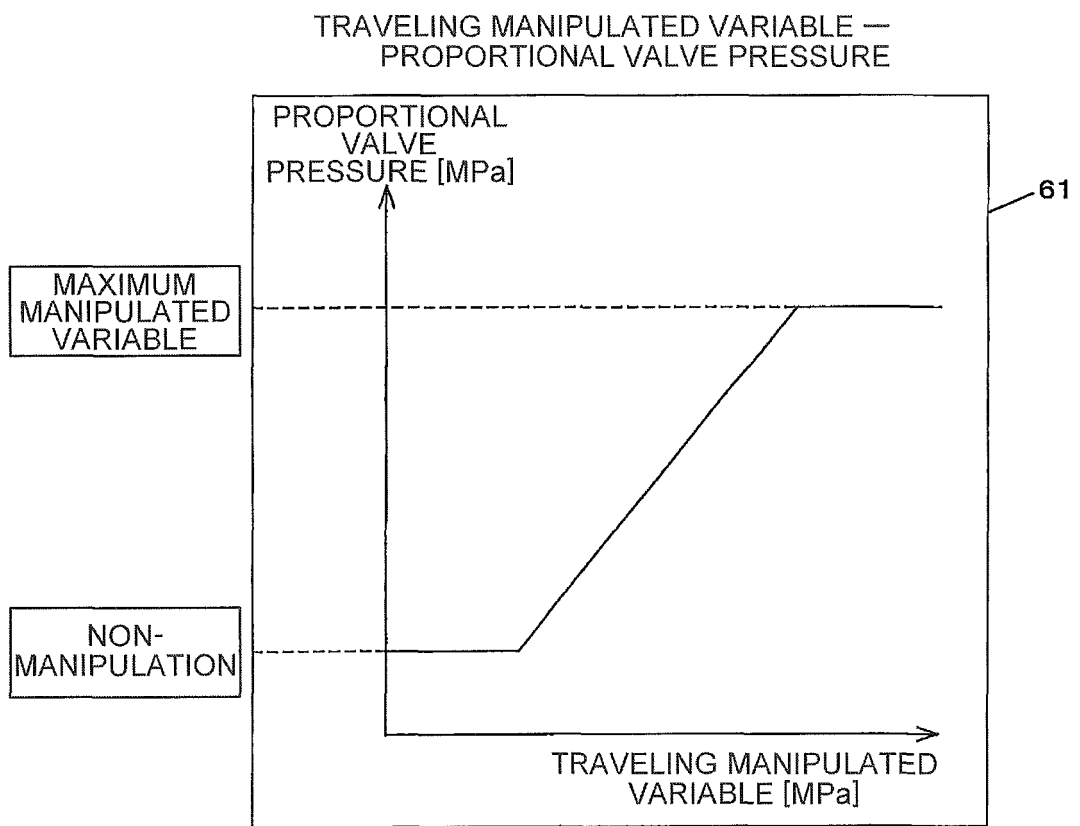 TRAVELING MANIPULATED VARIABLE —
PROPORTIONAL VALVE PRESSURE
PROPORTIONAL
VALVE
PRESSURE [MPa]
61
MAXIMUM
MANIPULATED
VARIABLE
NON-
MANIPULATION
TRAVELING MANIPULATED
VARIABLE [MPa]